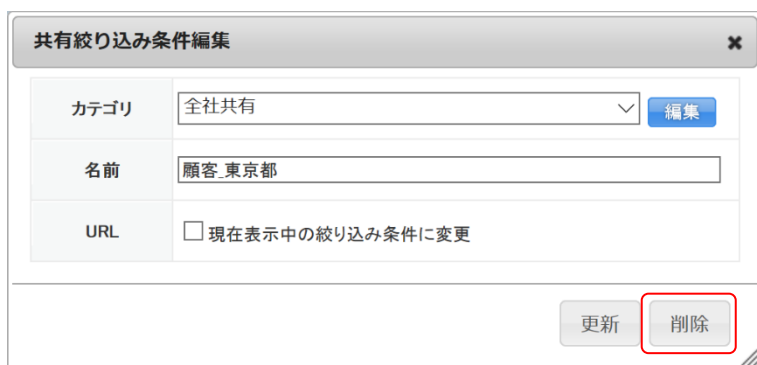 共有絞り込み条件編集
カテゴリ 全社共有 編集
名前 顧客_東京都
URL 現在表示中の絞り込み条件に変更
更新 削除